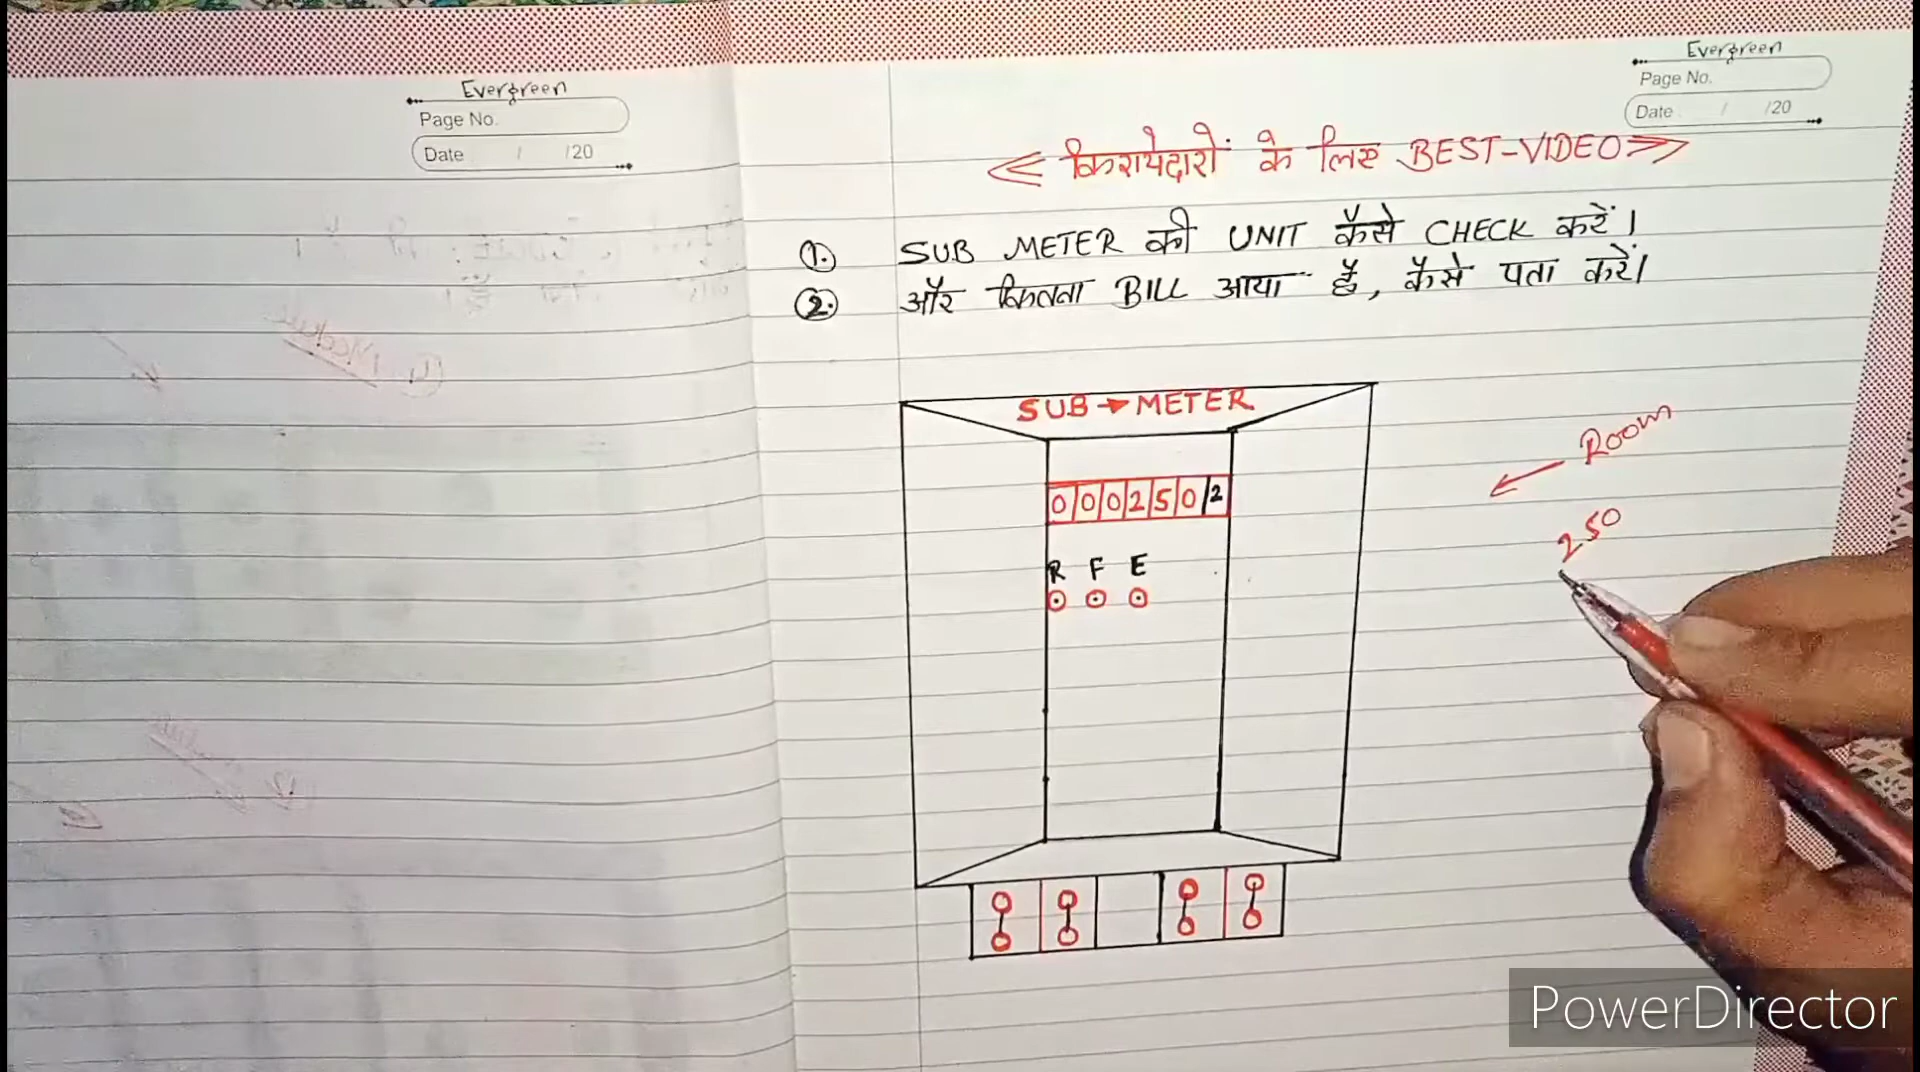 Evergreen
Page No.
Date / /20
Evergreen
Page No.
Date / /20
किरायेदारों के लिए BEST-VIDEO
1. SUB METER की UNIT कैसे CHECK करें।
2. और कितना BILL आया है, कैसे पता करें।
SUB METER
0 0 0 2 5 0 2
R F E
Room
250
PowerDirector